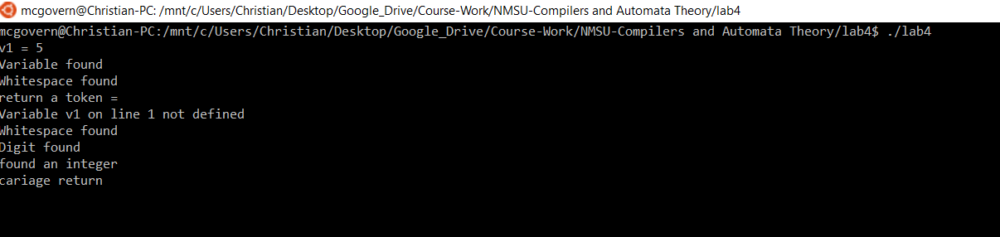 mcgovern@Christian-PC: /mnt/c/Users/Christian/Desktop/Google_Drive/Course-Work/NMSU-Compilers and Automata Theory/lab4
mcgovern@Christian-PC:/mnt/c/Users/Christian/Desktop/Google_Drive/Course-Work/NMSU-Compilers and Automata Theory/lab4$ ./lab4
v1 = 5
Variable found
Whitespace found
return a token =
Variable v1 on line 1 not defined
Whitespace found
Digit found
found an integer
cariage return